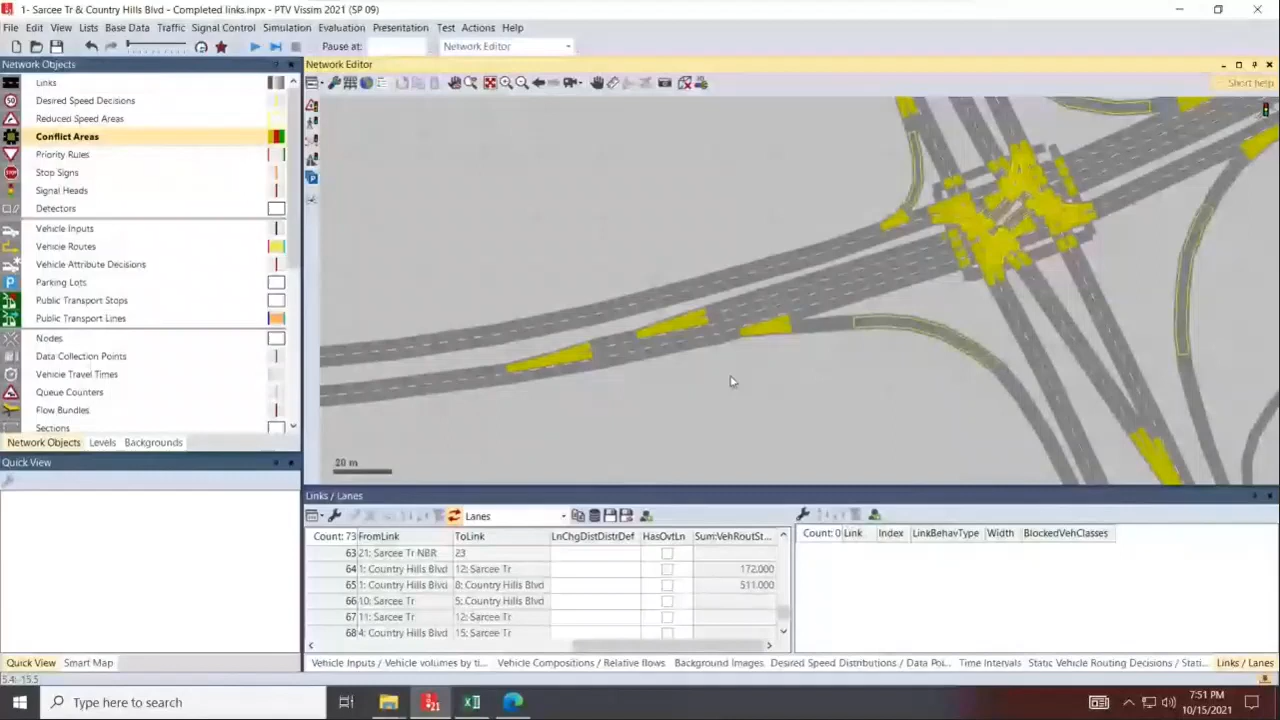 1- Sarcee Tr & Country Hills Blvd - Completed links.inpx - PTV Vissim 2021 (SP 09)
File Edit View Lists Base Data Traffic Signal Control Simulation Evaluation Presentation Test Actions Help
Pause at: Network Editor
Network Objects
Links
Desired Speed Decisions
Reduced Speed Areas
Conflict Areas
Priority Rules
Stop Signs
Signal Heads
Detectors
Vehicle Inputs
Vehicle Routes
Vehicle Attribute Decisions
Parking Lots
Public Transport Stops
Public Transport Lines
Nodes
Data Collection Points
Vehicle Travel Times
Queue Counters
Flow Bundles
Sections
Network Objects Levels Backgrounds
Quick View
Quick View Smart Map
Network Editor
Short help
20 m
Links / Lanes
Lanes
Count: 73 FromLink ToLink LnChgDistDistrDef HasOvtLn Sum:VehRoutSt...
63 21: Sarcee Tr NBR 23
64 1: Country Hills Blvd 12: Sarcee Tr 172.000
65 1: Country Hills Blvd 8: Country Hills Blvd 511.000
66 10: Sarcee Tr 5: Country Hills Blvd
67 11: Sarcee Tr 12: Sarcee Tr
68 4: Country Hills Blvd 15: Sarcee Tr
Count: 0 Link Index LinkBehavType Width BlockedVehClasses
Vehicle Inputs / Vehicle volumes by ti... Vehicle Compositions / Relative flows Background Images Desired Speed Distributions / Data Poi... Time Intervals Static Vehicle Routing Decisions / Stati... Links / Lanes
5.4:-15.5
Type here to search
7:51 PM
10/15/2021